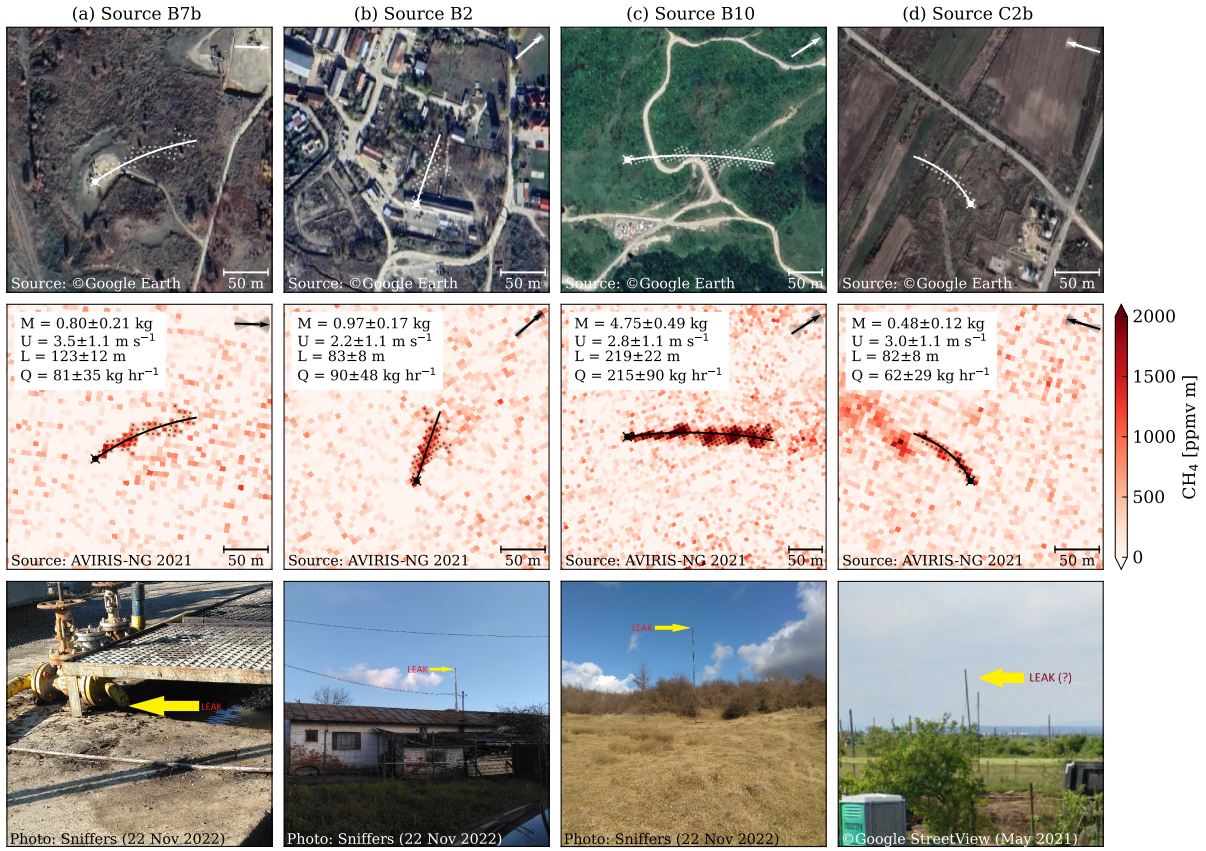 (a) Source B7b
(b) Source B2
(c) Source B10
(d) Source C2b
Source: ©Google Earth
50 m
Source: ©Google Earth
50 m
Source: ©Google Earth
50 m
Source: ©Google Earth
50 m
M = 0.80±0.21 kg
U = 3.5±1.1 m s⁻¹
L = 123±12 m
Q = 81±35 kg hr⁻¹
Source: AVIRIS-NG 2021
50 m
M = 0.97±0.17 kg
U = 2.2±1.1 m s⁻¹
L = 83±8 m
Q = 90±48 kg hr⁻¹
Source: AVIRIS-NG 2021
50 m
M = 4.75±0.49 kg
U = 2.8±1.1 m s⁻¹
L = 219±22 m
Q = 215±90 kg hr⁻¹
Source: AVIRIS-NG 2021
50 m
M = 0.48±0.12 kg
U = 3.0±1.1 m s⁻¹
L = 82±8 m
Q = 62±29 kg hr⁻¹
Source: AVIRIS-NG 2021
50 m
2000
1500
1000
500
0
CH₄ [ppmv m]
LEAK
Photo: Sniffers (22 Nov 2022)
LEAK
Photo: Sniffers (22 Nov 2022)
LEAK
Photo: Sniffers (22 Nov 2022)
LEAK (?)
©Google StreetView (May 2021)